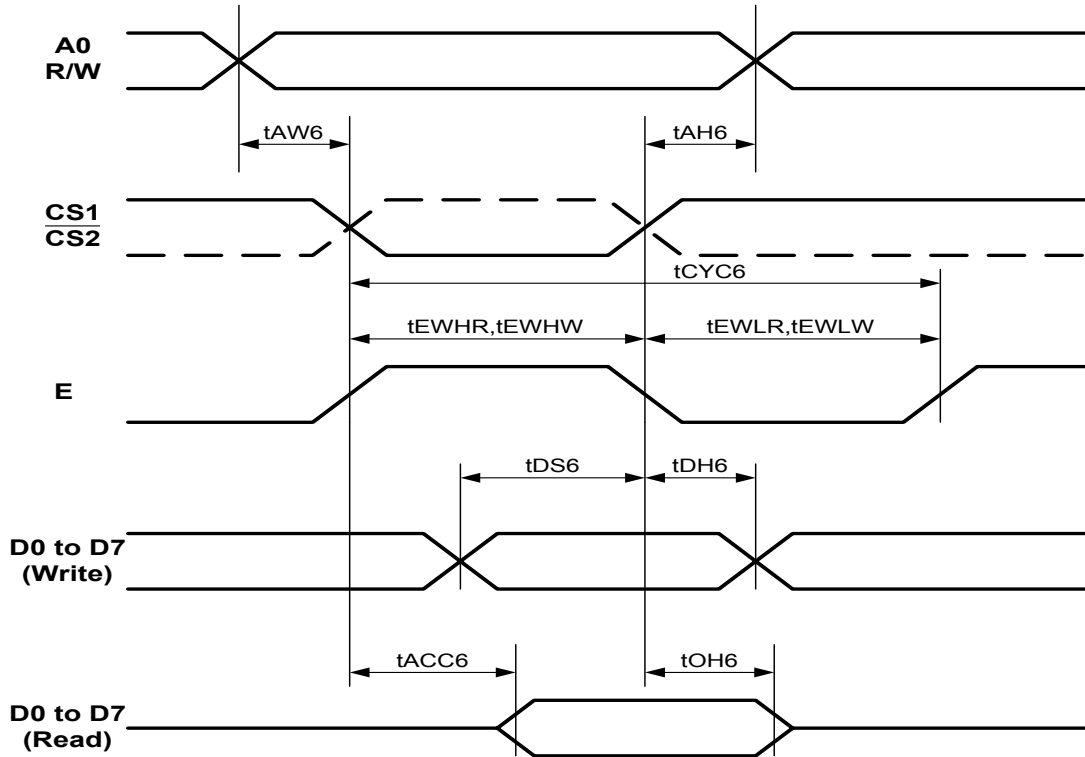 A0
R/W
tAW6
tAH6
CS1
CS2
tCYC6
tEWHR,tEWHW
tEWLR,tEWLW
E
tDS6
tDH6
D0 to D7
(Write)
tACC6
tOH6
D0 to D7
(Read)